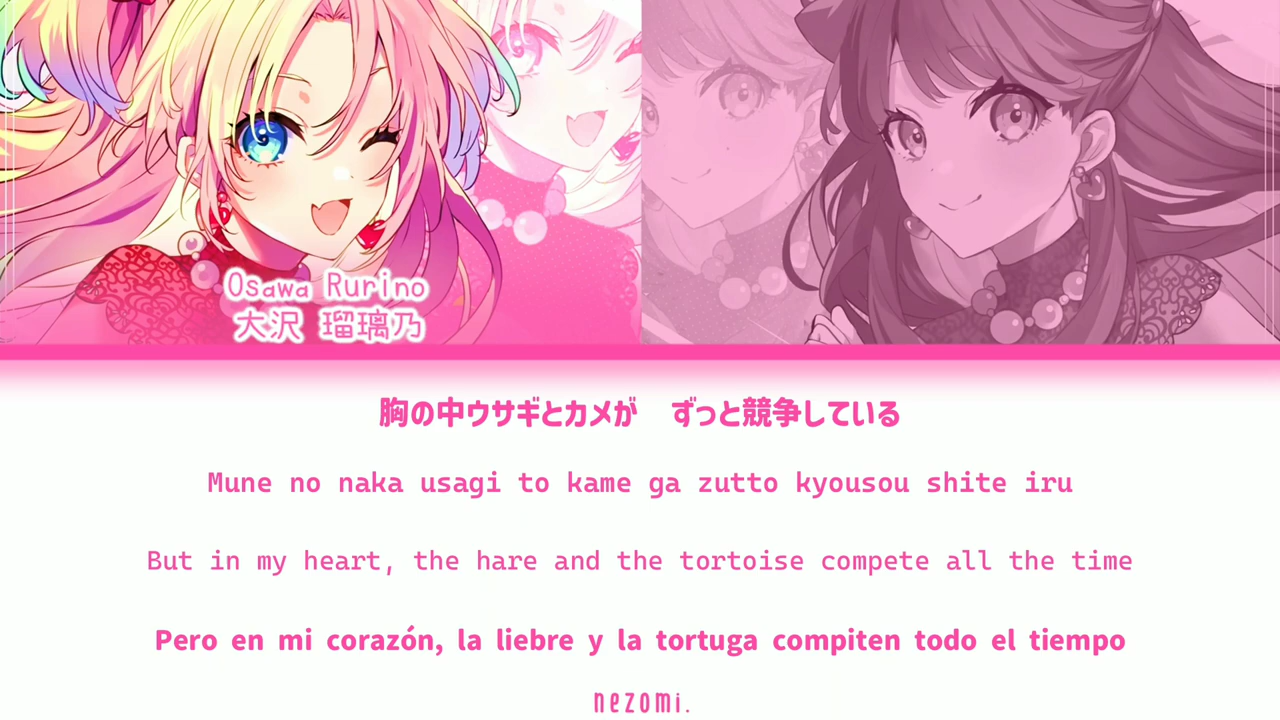 Osawa Rurino
大沢 瑠璃乃
胸の中ウサギとカメが ずっと競争している
Mune no naka usagi to kame ga zutto kyousou shite iru
But in my heart, the hare and the tortoise compete all the time
Pero en mi corazón, la liebre y la tortuga compiten todo el tiempo
nezomi.